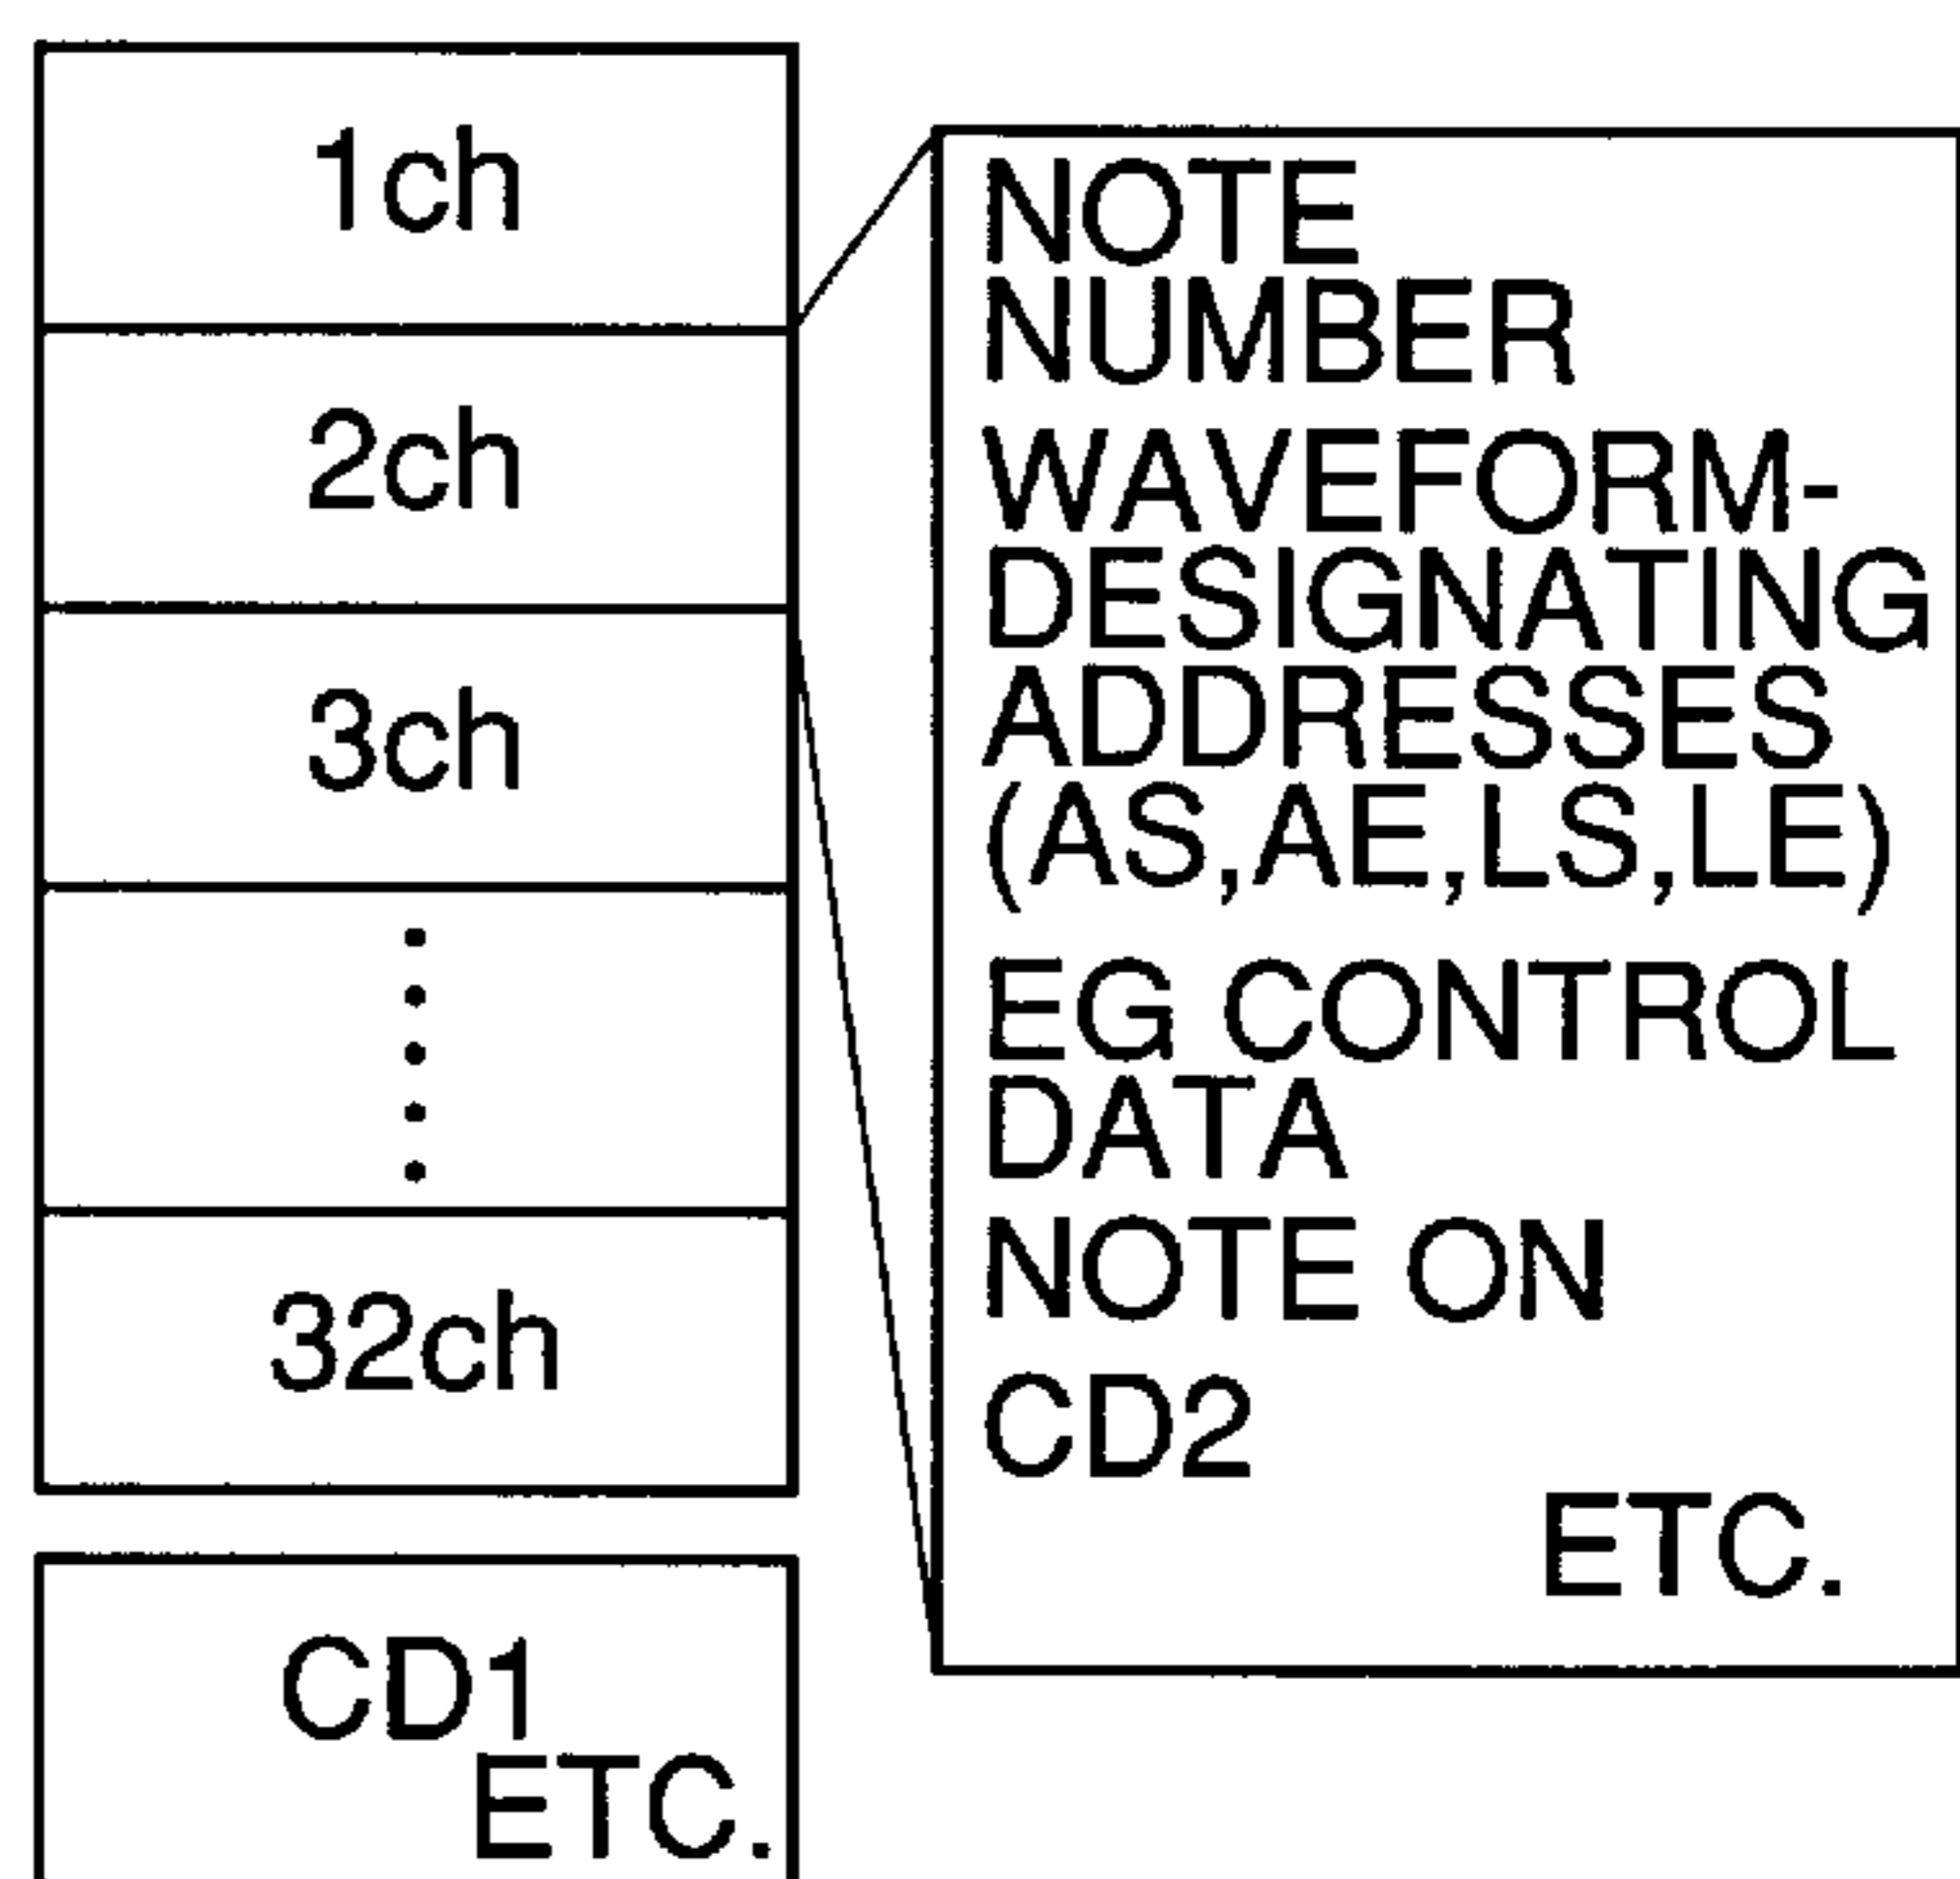 1ch
2ch
3ch
32ch
CD1
ETC.
NOTE
NUMBER
WAVEFORM-
DESIGNATING
ADDRESSES
(AS,AE,LS,LE)
EG CONTROL
DATA
NOTE ON
CD2
ETC.